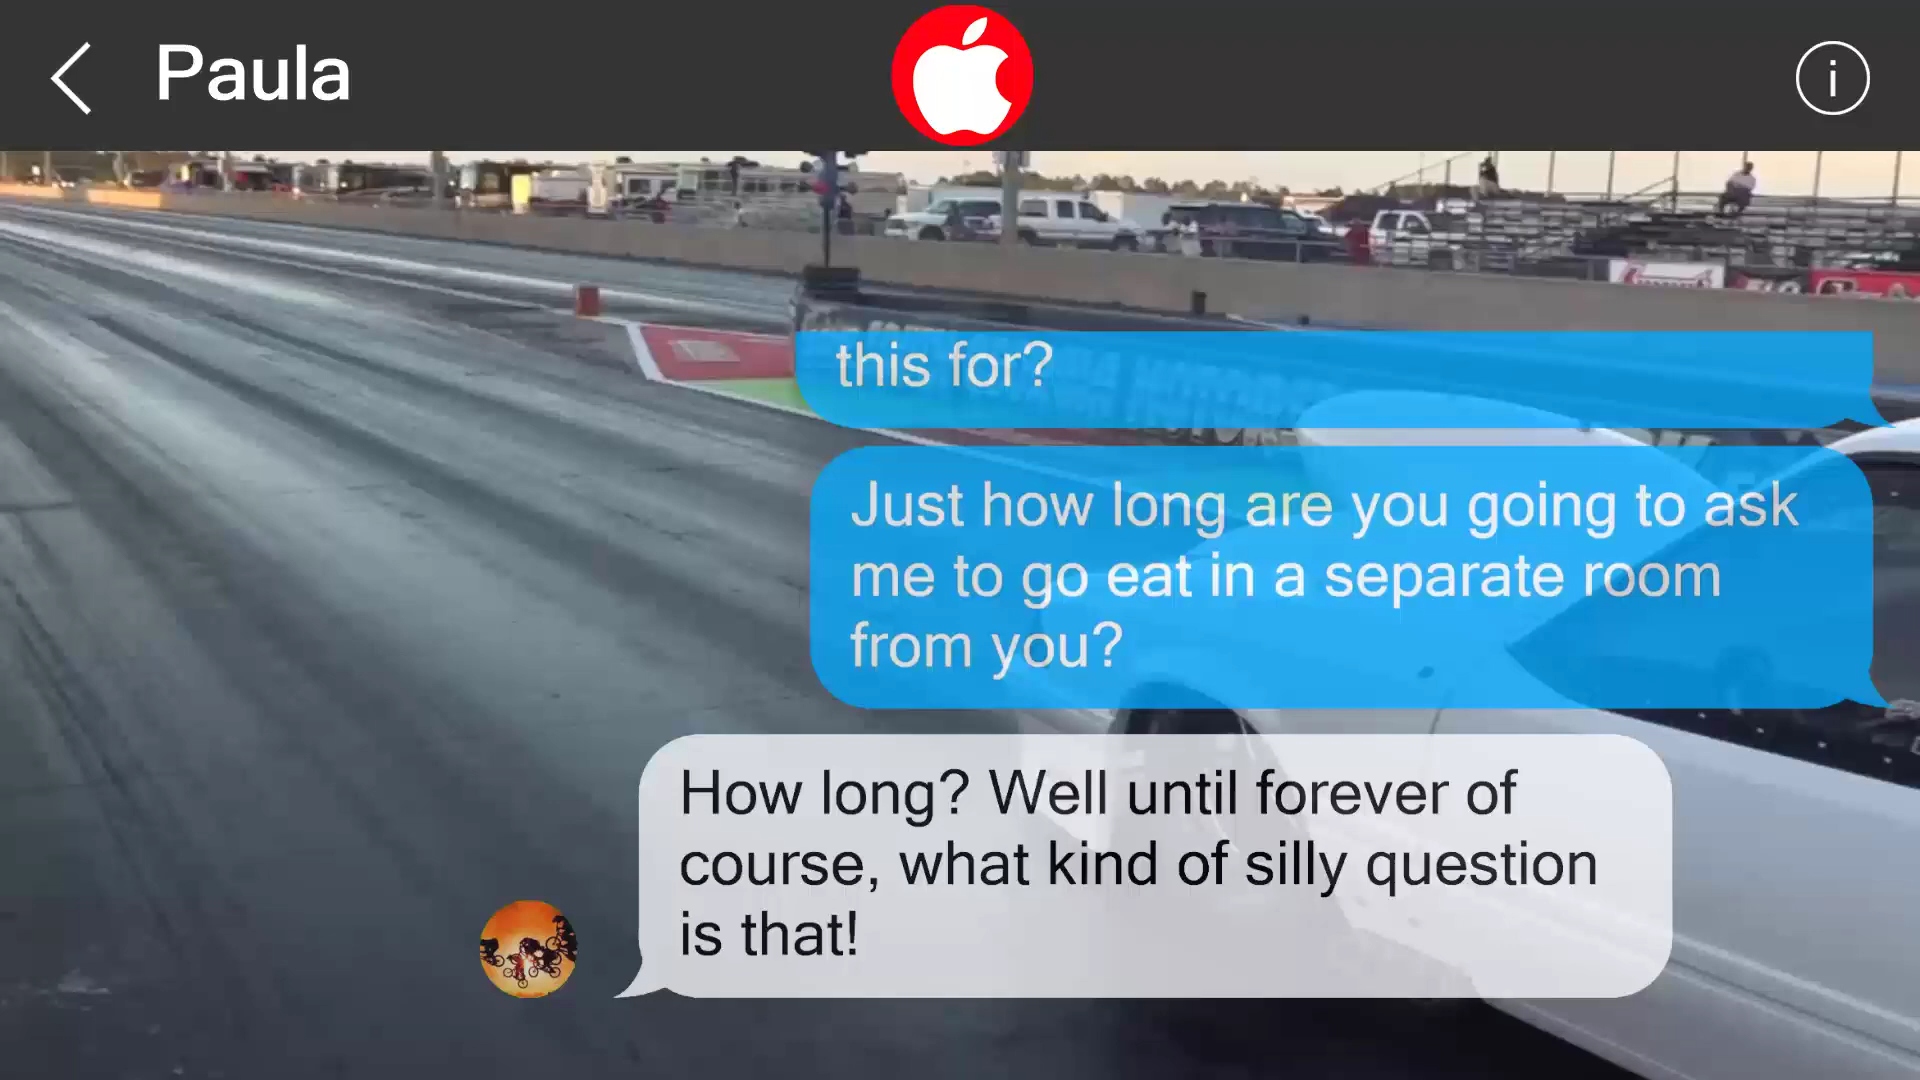 Paula
this for?
Just how long are you going to ask
me to go eat in a separate room
from you?
How long? Well until forever of
course, what kind of silly question
is that!